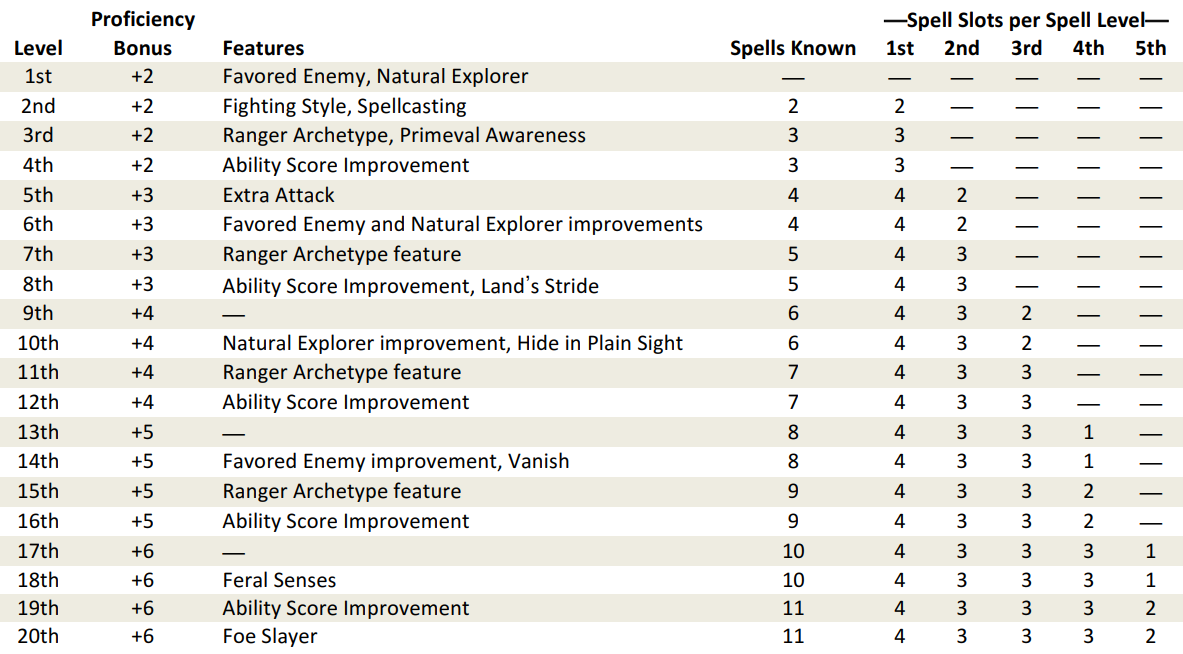 Proficiency —Spell Slots per Spell Level—
Level Bonus Features Spells Known 1st 2nd 3rd 4th 5th
1st +2 Favored Enemy, Natural Explorer — — — — — —
2nd +2 Fighting Style, Spellcasting 2 2 — — — —
3rd +2 Ranger Archetype, Primeval Awareness 3 3 — — — —
4th +2 Ability Score Improvement 3 3 — — — —
5th +3 Extra Attack 4 4 2 — — —
6th +3 Favored Enemy and Natural Explorer improvements 4 4 2 — — —
7th +3 Ranger Archetype feature 5 4 3 — — —
8th +3 Ability Score Improvement, Land’s Stride 5 4 3 — — —
9th +4 — 6 4 3 2 — —
10th +4 Natural Explorer improvement, Hide in Plain Sight 6 4 3 2 — —
11th +4 Ranger Archetype feature 7 4 3 3 — —
12th +4 Ability Score Improvement 7 4 3 3 — —
13th +5 — 8 4 3 3 1 —
14th +5 Favored Enemy improvement, Vanish 8 4 3 3 1 —
15th +5 Ranger Archetype feature 9 4 3 3 2 —
16th +5 Ability Score Improvement 9 4 3 3 2 —
17th +6 — 10 4 3 3 3 1
18th +6 Feral Senses 10 4 3 3 3 1
19th +6 Ability Score Improvement 11 4 3 3 3 2
20th +6 Foe Slayer 11 4 3 3 3 2